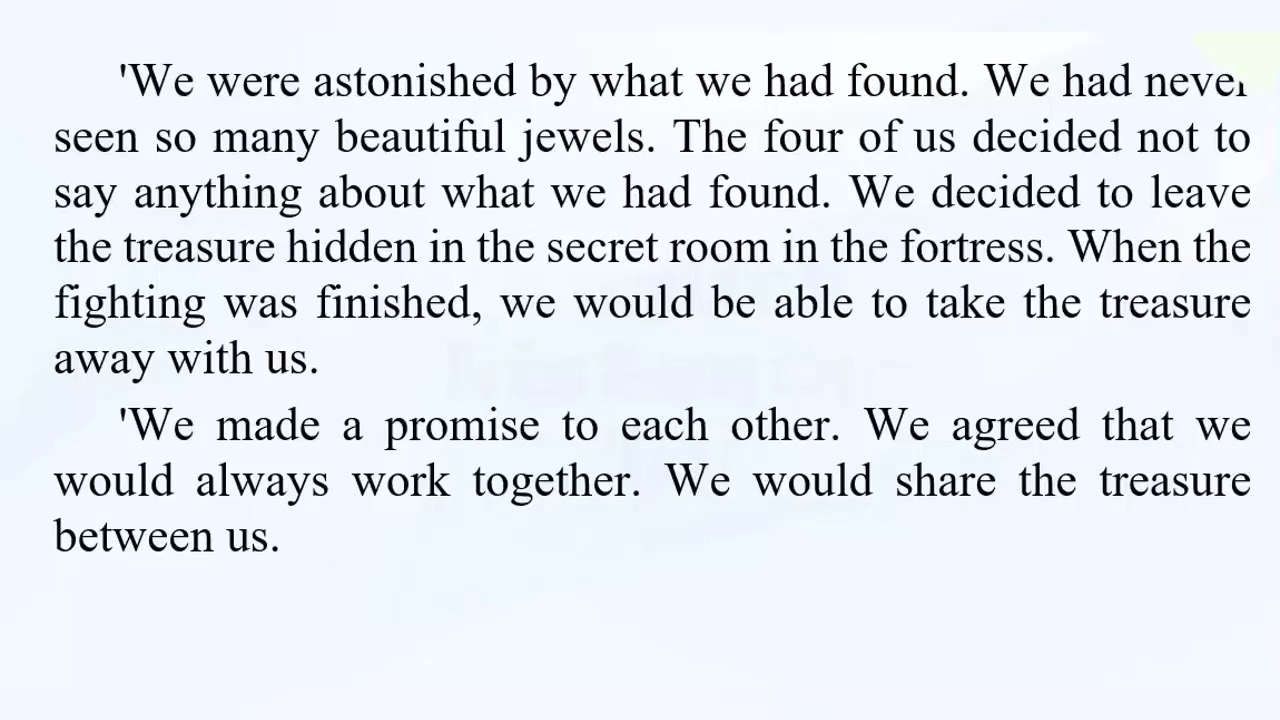 'We were astonished by what we had found. We had never
seen so many beautiful jewels. The four of us decided not to
say anything about what we had found. We decided to leave
the treasure hidden in the secret room in the fortress. When the
fighting was finished, we would be able to take the treasure
away with us.
'We made a promise to each other. We agreed that we
would always work together. We would share the treasure
between us.